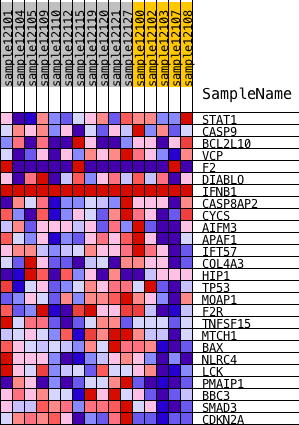 sample12101
sample12104
sample12105
sample12109
sample12110
sample12112
sample12115
sample12119
sample12120
sample12121
sample12122
sample12100
sample12102
sample12103
sample12107
sample12108
SampleName
STAT1
CASP9
BCL2L10
VCP
F2
DIABLO
IFNB1
CASP8AP2
CYCS
AIFM3
APAF1
IFT57
COL4A3
HIP1
TP53
MOAP1
F2R
TNFSF15
MTCH1
BAX
NLRC4
LCK
PMAIP1
BBC3
SMAD3
CDKN2A